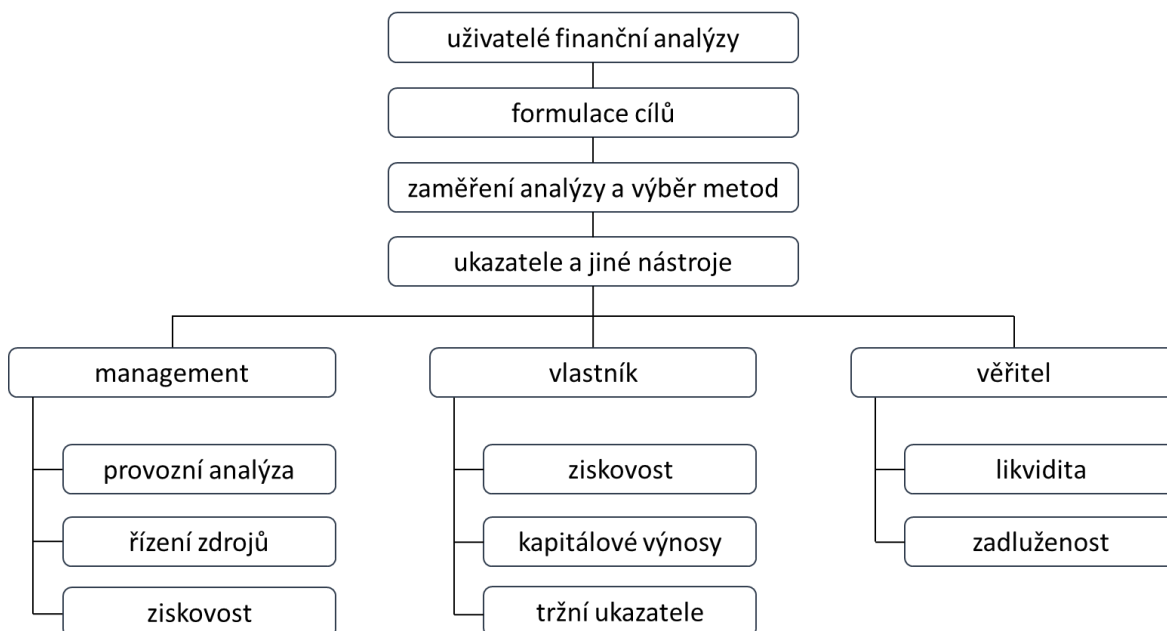 uživatelé finanční analýzy
formulace cílů
zaměření analýzy a výběr metod
ukazatele a jiné nástroje
management
vlastník
věřitel
provozní analýza
ziskovost
likvidita
řízení zdrojů
kapitálové výnosy
zadluženost
ziskovost
tržní ukazatele